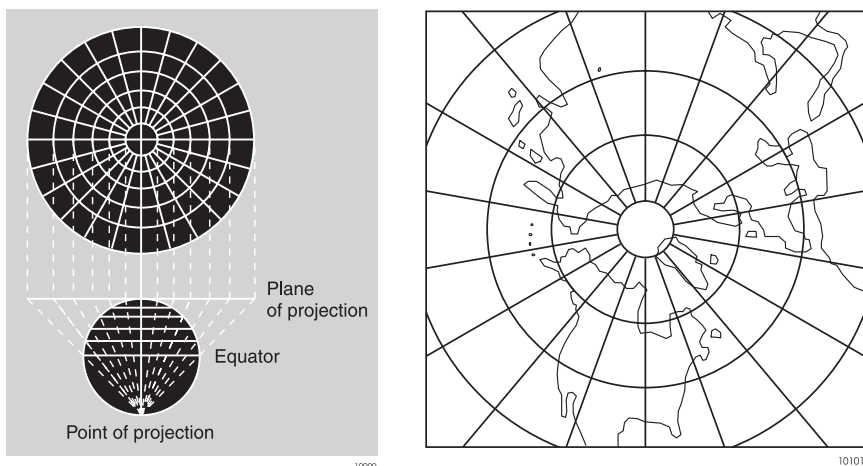 Plane
of projection
Equator
Point of projection
10101